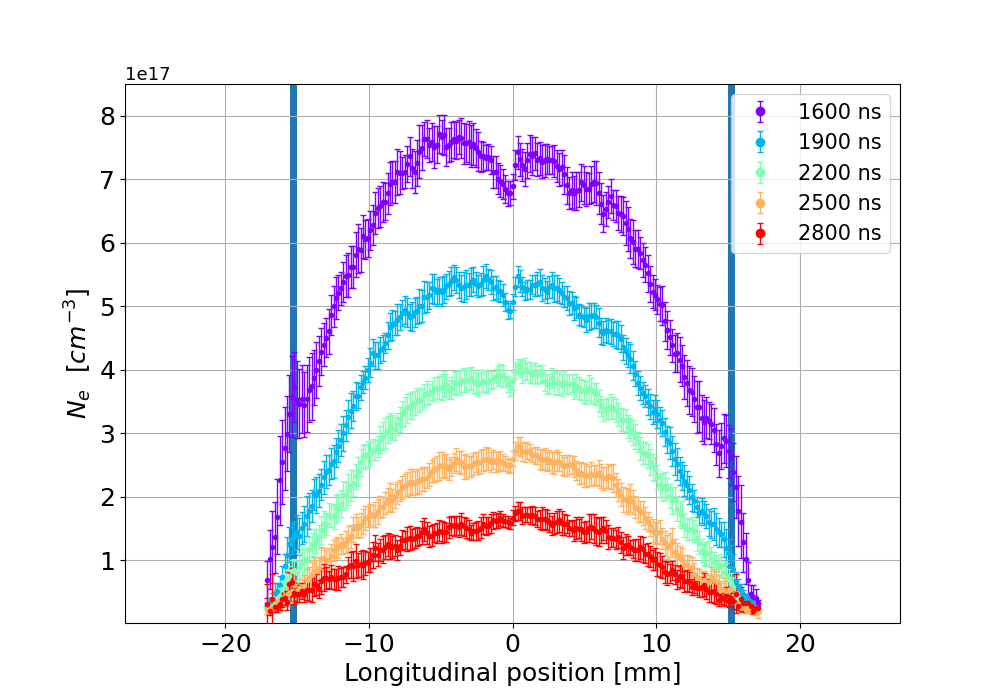 1e17
8
7
6
5
4
3
2
1
N_e [cm^{-3}]
1600 ns
1900 ns
2200 ns
2500 ns
2800 ns
−20 −10 0 10 20
Longitudinal position [mm]